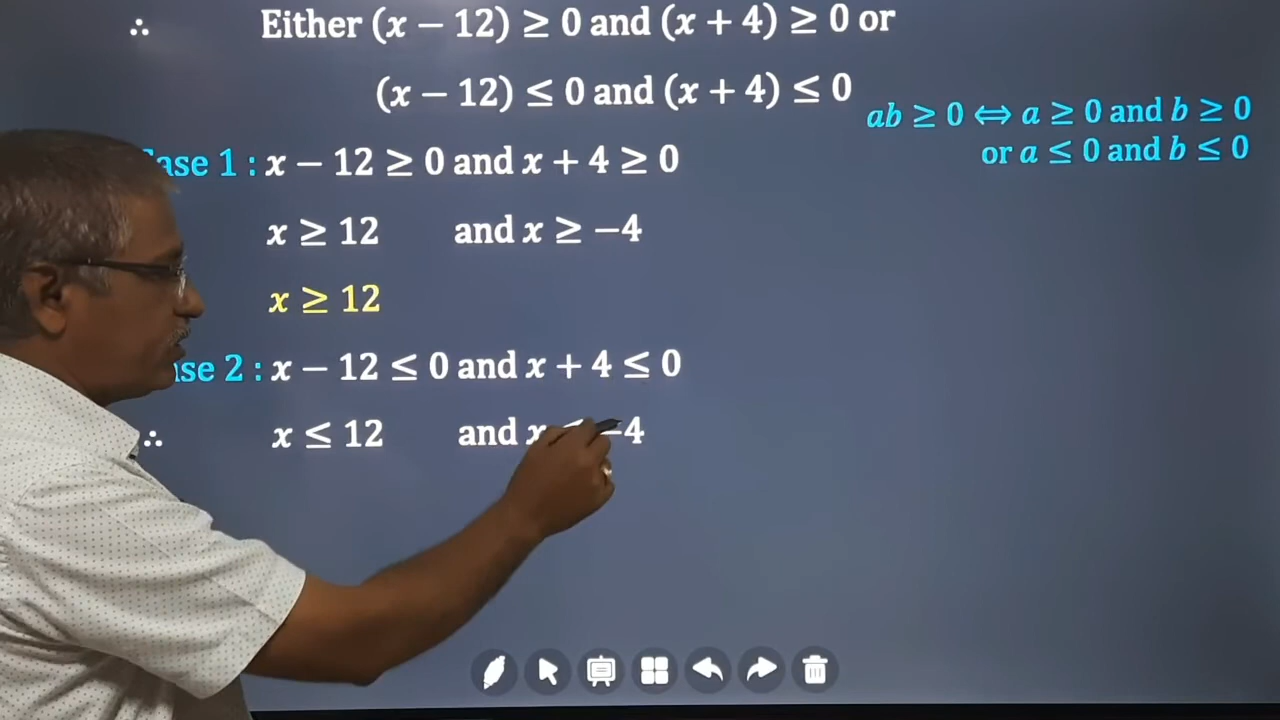 ∴ Either (x − 12) ≥ 0 and (x + 4) ≥ 0 or
(x − 12) ≤ 0 and (x + 4) ≤ 0
ab ≥ 0 ⇔ a ≥ 0 and b ≥ 0
or a ≤ 0 and b ≤ 0
1 : x − 12 ≥ 0 and x + 4 ≥ 0
x ≥ 12 and x ≥ −4
x ≥ 12
2 : x − 12 ≤ 0 and x + 4 ≤ 0
∴ x ≤ 12 and x −4